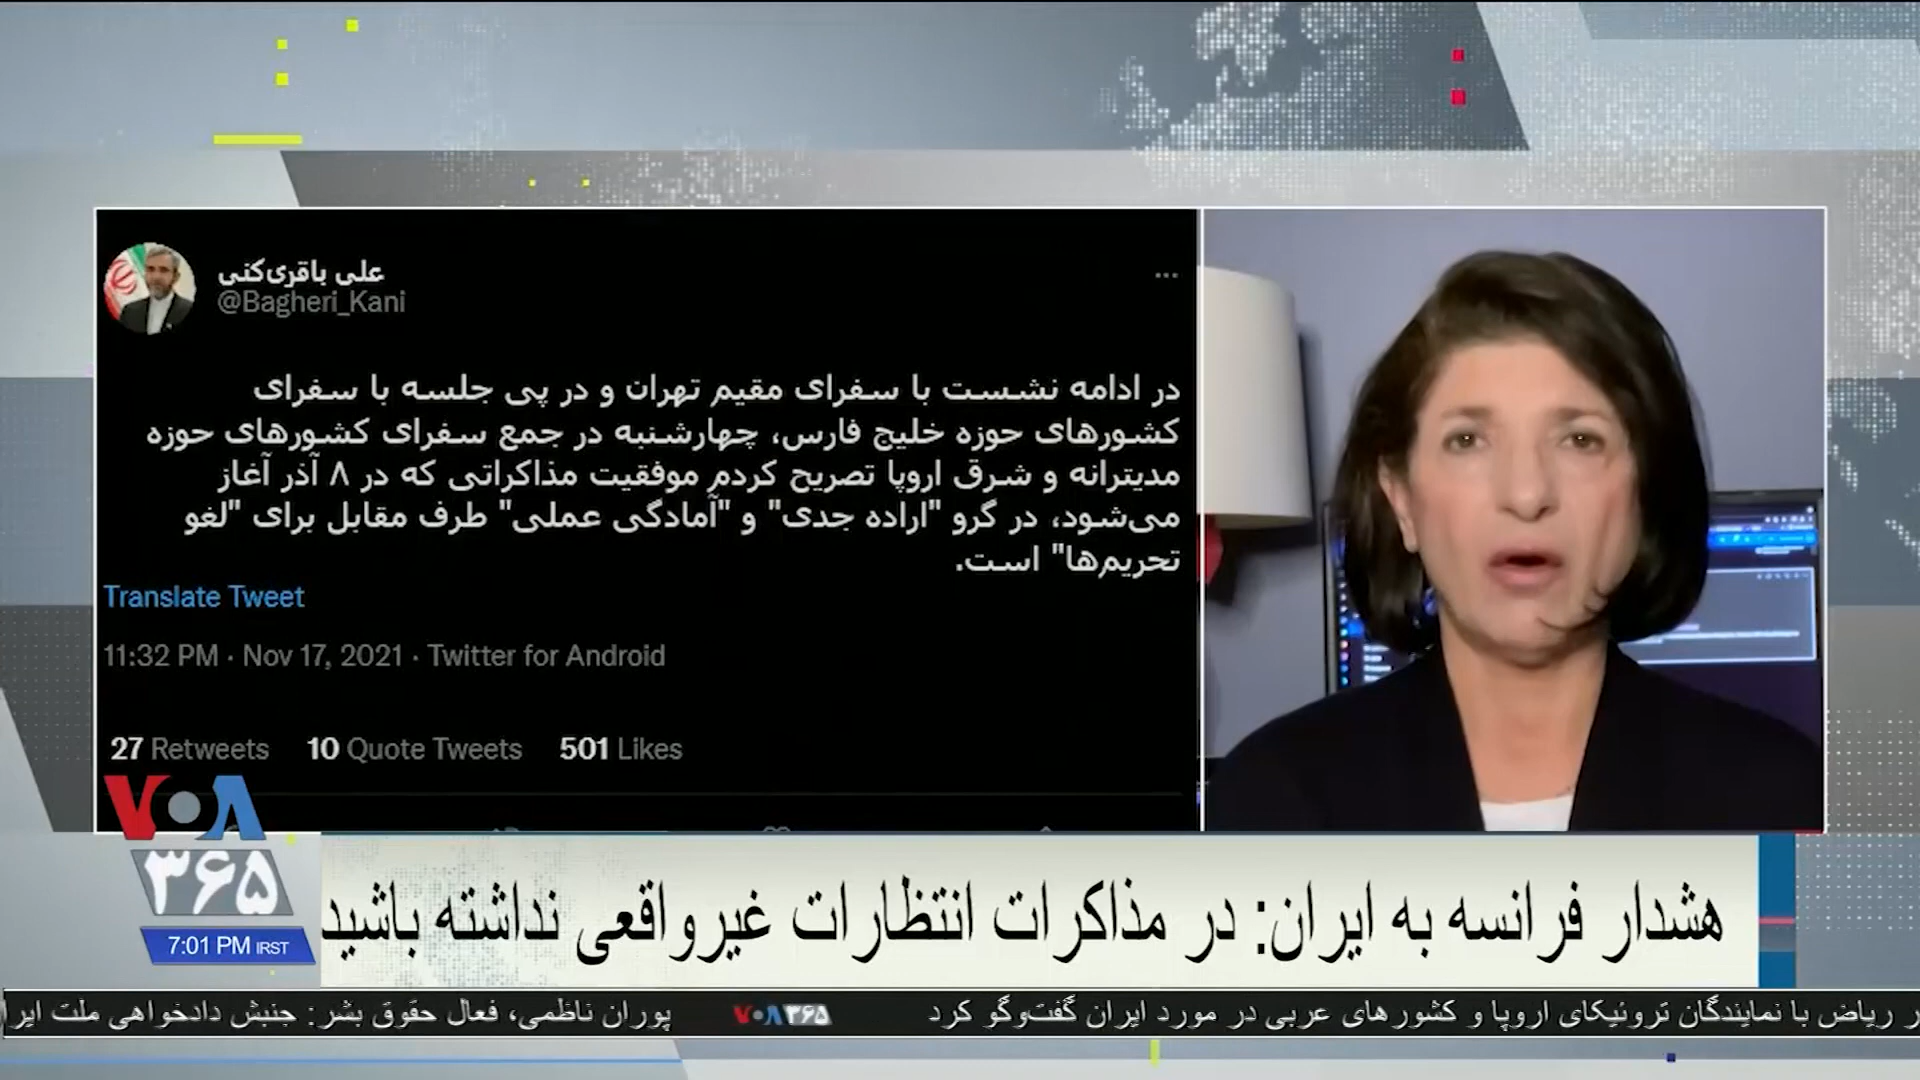 علی باقری‌کنی
@Bagheri_Kani
در ادامه نشست با سفرای مقیم تهران و در پی جلسه با سفرای
کشورهای حوزه خلیج فارس، چهارشنبه در جمع سفرای کشورهای حوزه
مدیترانه و شرق اروپا تصریح کردم موفقیت مذاکراتی که در ۸ آذر آغاز
می‌شود، در گرو "اراده جدی" و "آمادگی عملی" طرف مقابل برای "لغو
تحریم‌ها" است.
Translate Tweet
11:32 PM · Nov 17, 2021 · Twitter for Android
27 Retweets 10 Quote Tweets 501 Likes
VOA
۳۶۵
7:01 PM IRST
هشدار فرانسه به ایران: در مذاکرات انتظارات غیرواقعی نداشته باشید
ریاض با نمایندگان تروئیکای اروپا و کشورهای عربی در مورد ایران گفت‌وگو کرد VOA۳۶۵ پوران ناظمی، فعال حقوق بشر: جنبش دادخواهی ملت